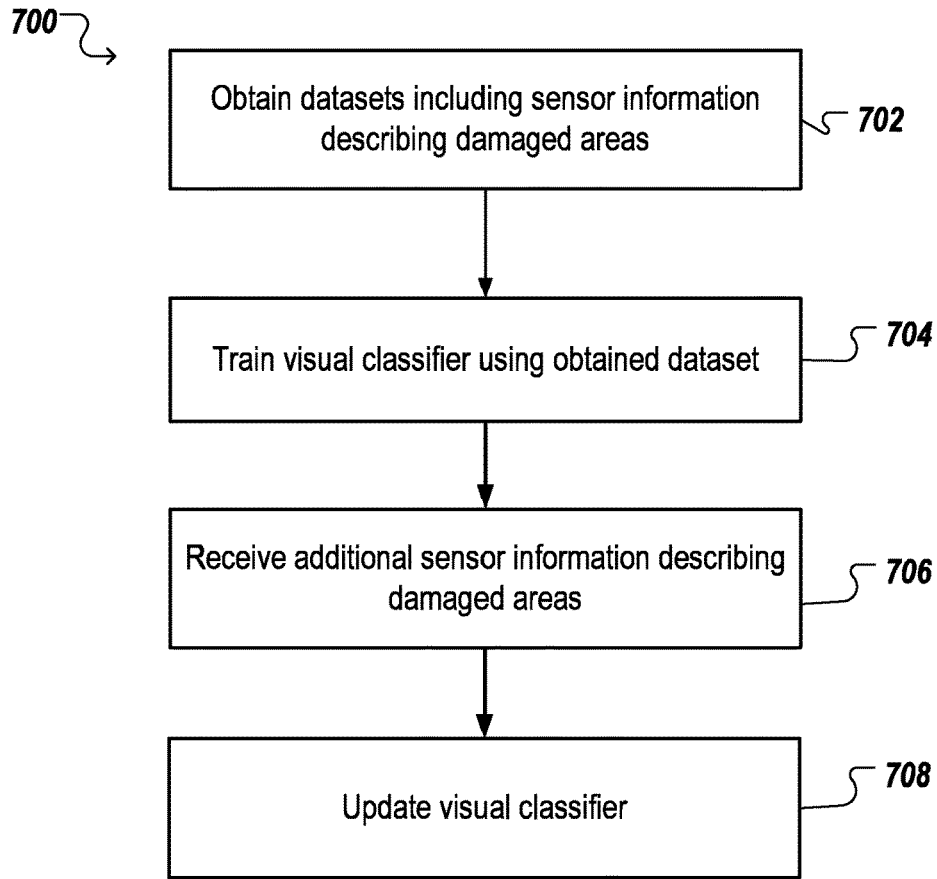 700
Obtain datasets including sensor information
describing damaged areas
702
Train visual classifier using obtained dataset
704
Receive additional sensor information describing
damaged areas
706
Update visual classifier
708